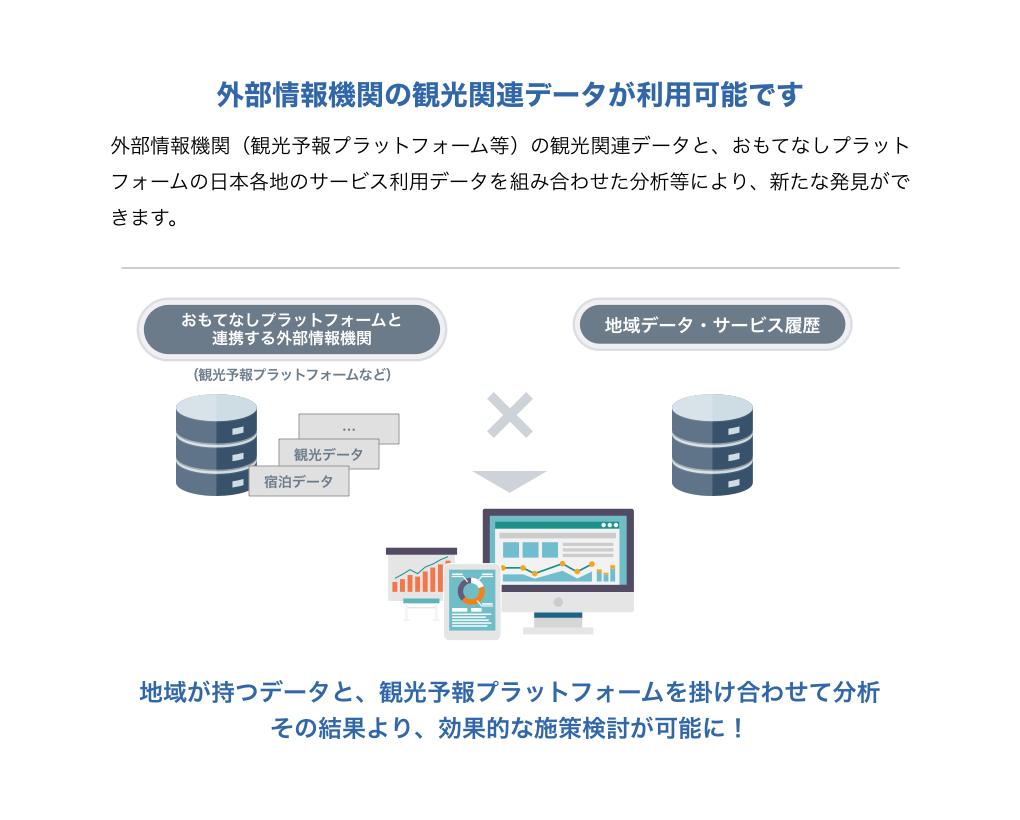 外部情報機関の観光関連データが利用可能です
外部情報機関（観光予報プラットフォーム等）の観光関連データと、おもてなしプラット
フォームの日本各地のサービス利用データを組み合わせた分析等により、新たな発見がで
きます。
おもてなしプラットフォームと
連携する外部情報機関
（観光予報プラットフォームなど）
地域データ・サービス履歴
…
観光データ
宿泊データ
地域が持つデータと、観光予報プラットフォームを掛け合わせて分析
その結果より、効果的な施策検討が可能に！